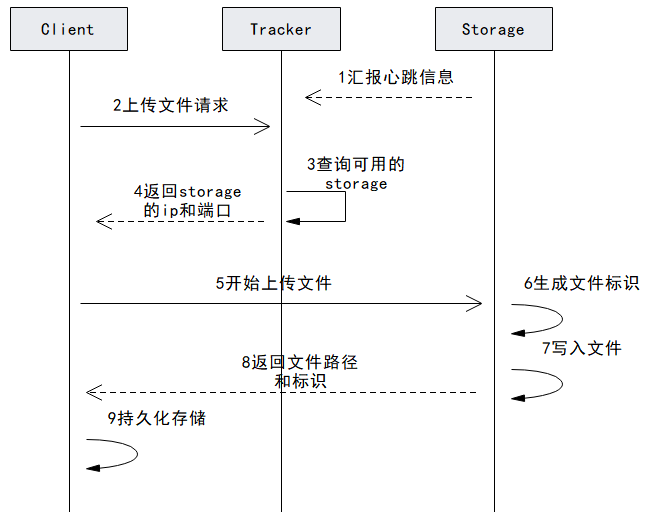 Client
Tracker
Storage
1汇报心跳信息
2上传文件请求
3查询可用的
storage
4返回storage
的ip和端口
5开始上传文件
6生成文件标识
7写入文件
8返回文件路径
和标识
9持久化存储